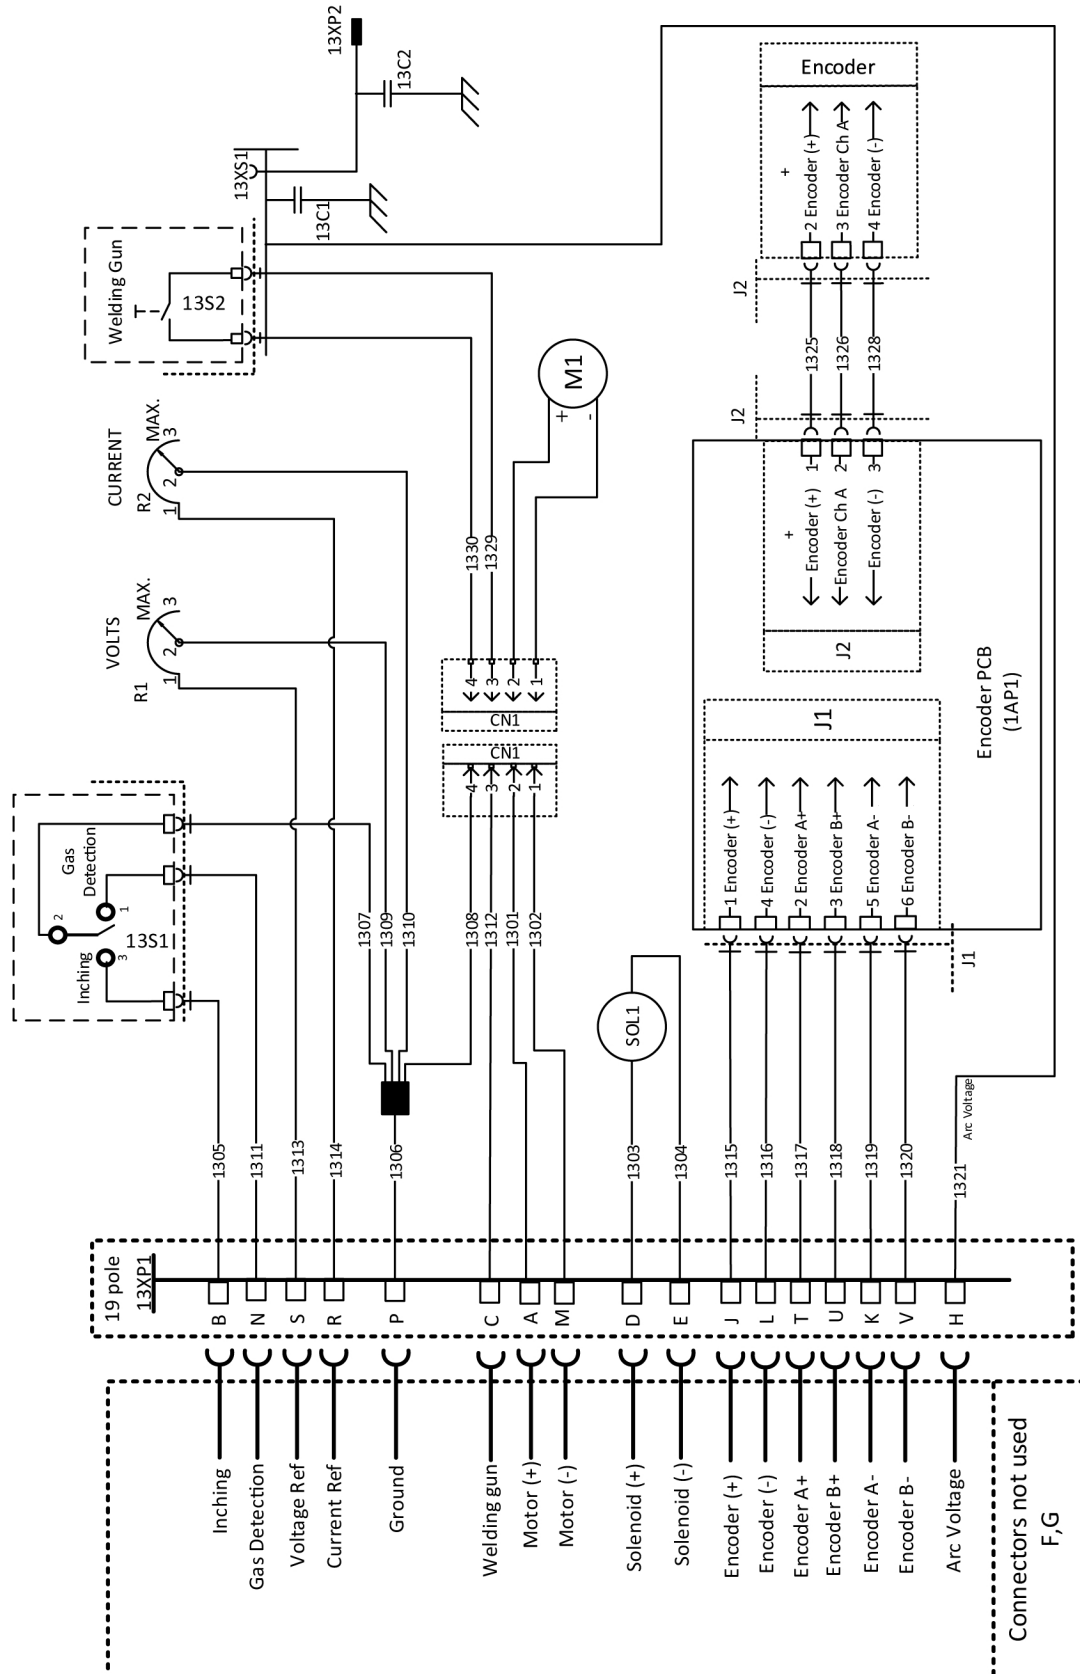 13XP2
13C2
13XS1
13C1
Welding Gun
13S2
CURRENT
MAX.
R2
1
2
3
VOLTS
MAX.
R1
1
2
3
Gas
Detection
Inching
2
1
3
13S1
M1
+
-
1330
1329
4
3
2
1
CN1
CN1
4
3
2
1
1307
1309
1310
1308
1312
1301
1302
SOL1
Encoder
+
2 Encoder (+)
3 Encoder Ch A
4 Encoder (-)
J2
1325
1326
1328
J2
1
2
3
+
Encoder (+)
Encoder Ch A
Encoder (-)
J2
Encoder PCB
(1AP1)
J1
1 Encoder (+)
4 Encoder (-)
2 Encoder A+
3 Encoder B+
5 Encoder A-
6 Encoder B-
J1
Arc Voltage
1305
1311
1313
1314
1306
1303
1304
1315
1316
1317
1318
1319
1320
1321
19 pole
13XP1
B
N
S
R
P
C
A
M
D
E
J
L
T
U
K
V
H
Inching
Gas Detection
Voltage Ref
Current Ref
Ground
Welding gun
Motor (+)
Motor (-)
Solenoid (+)
Solenoid (-)
Encoder (+)
Encoder (-)
Encoder A+
Encoder B+
Encoder A-
Encoder B-
Arc Voltage
Connectors not used
F,G